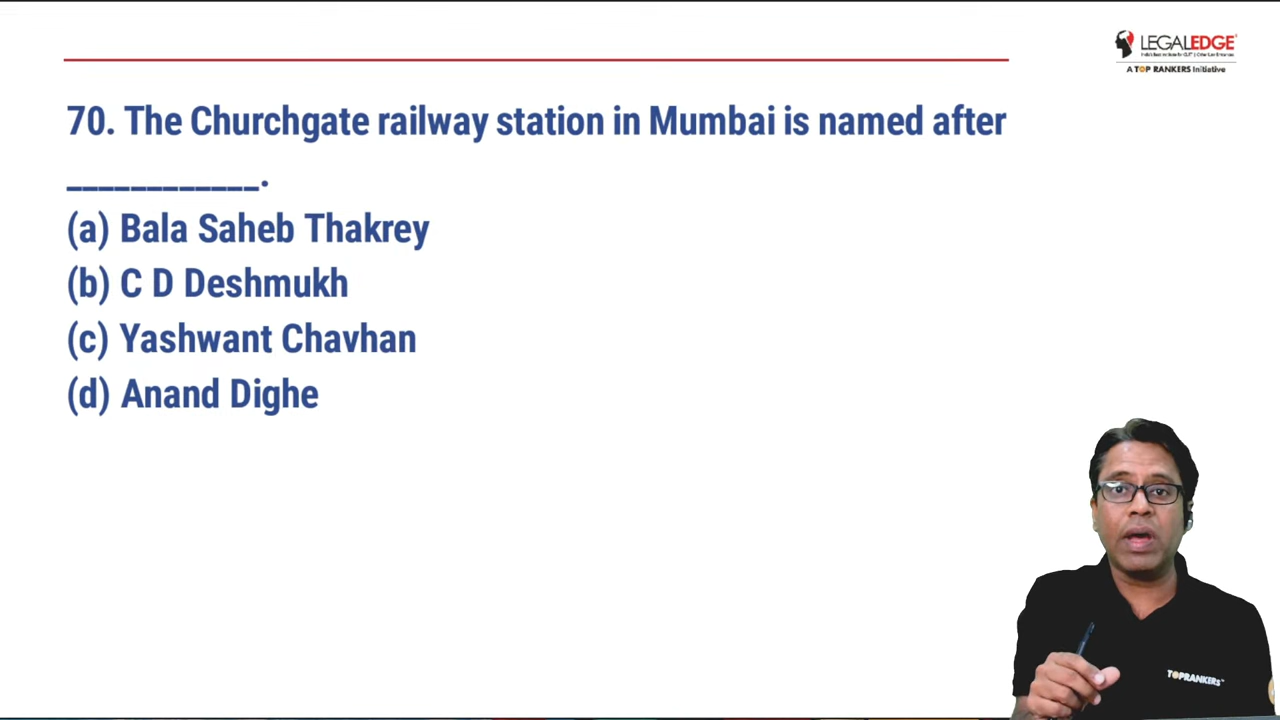 LEGALEDGE
A TOP RANKERS Initiative
70. The Churchgate railway station in Mumbai is named after
____________.
(a) Bala Saheb Thakrey
(b) C D Deshmukh
(c) Yashwant Chavhan
(d) Anand Dighe
TOPRANKERS